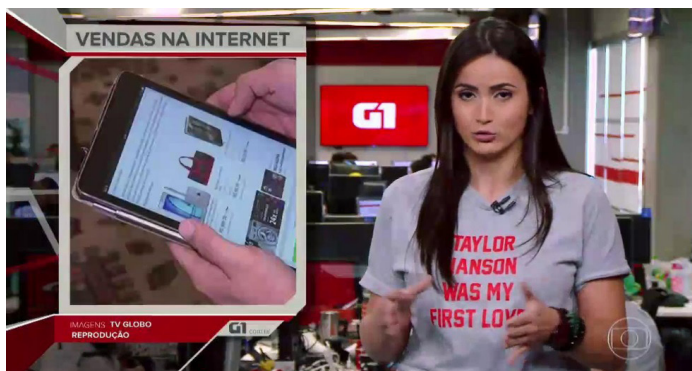 VENDAS NA INTERNET
G1
TAYLOR
HANSON
WAS MY
FIRST LOVE
IMAGENS TV GLOBO
REPRODUÇÃO
G1 .COM.BR